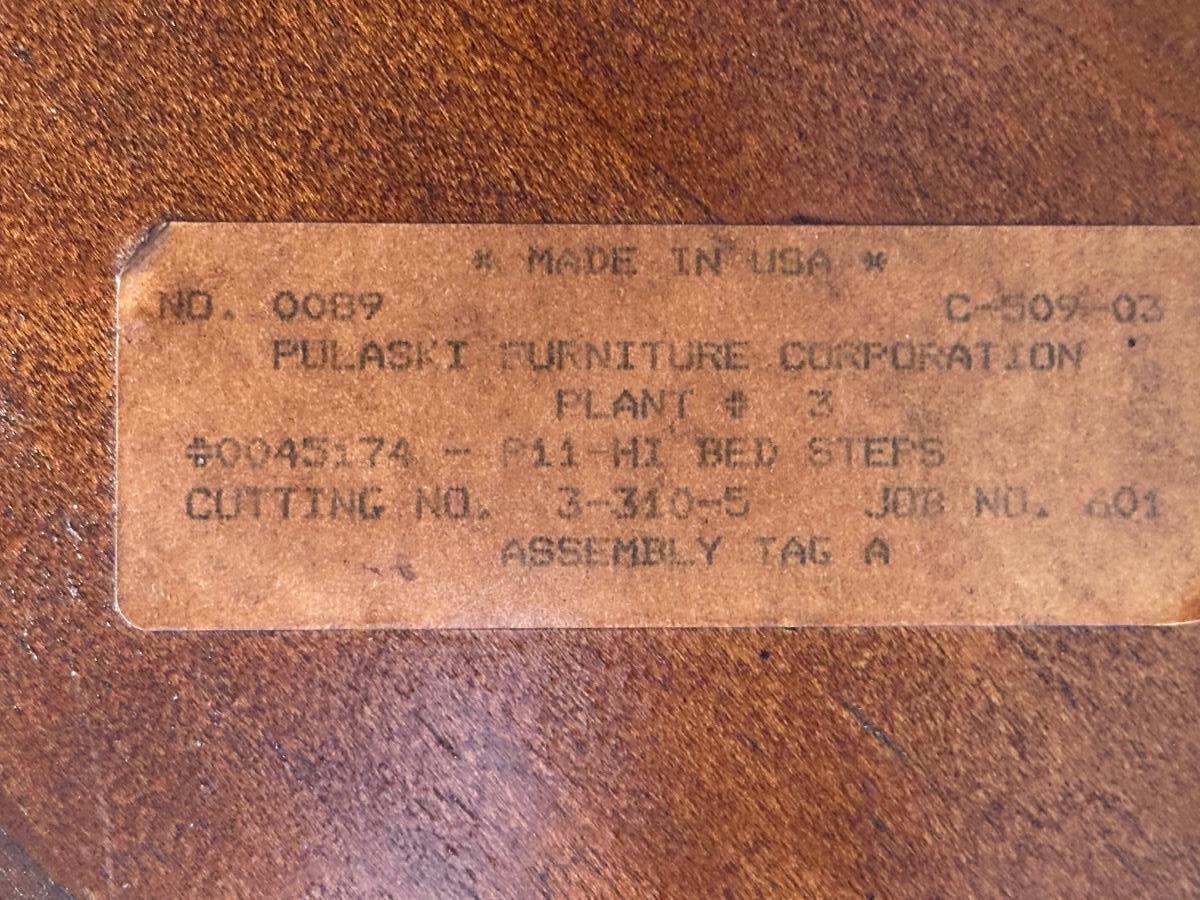 * MADE IN USA *
NO. 0089 C-509-03
PULASKI FURNITURE CORPORATION
PLANT # 3
#0045174 - P11-HI BED STEPS
CUTTING NO. 3-310-5 JOB NO. 601
ASSEMBLY TAG A